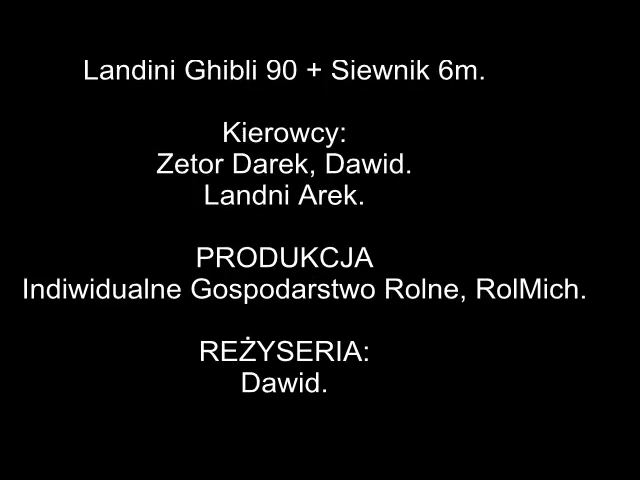 Landini Ghibli 90 + Siewnik 6m.
Kierowcy:
Zetor Darek, Dawid.
Landni Arek.
PRODUKCJA
Indiwidualne Gospodarstwo Rolne, RolMich.
REŻYSERIA:
Dawid.